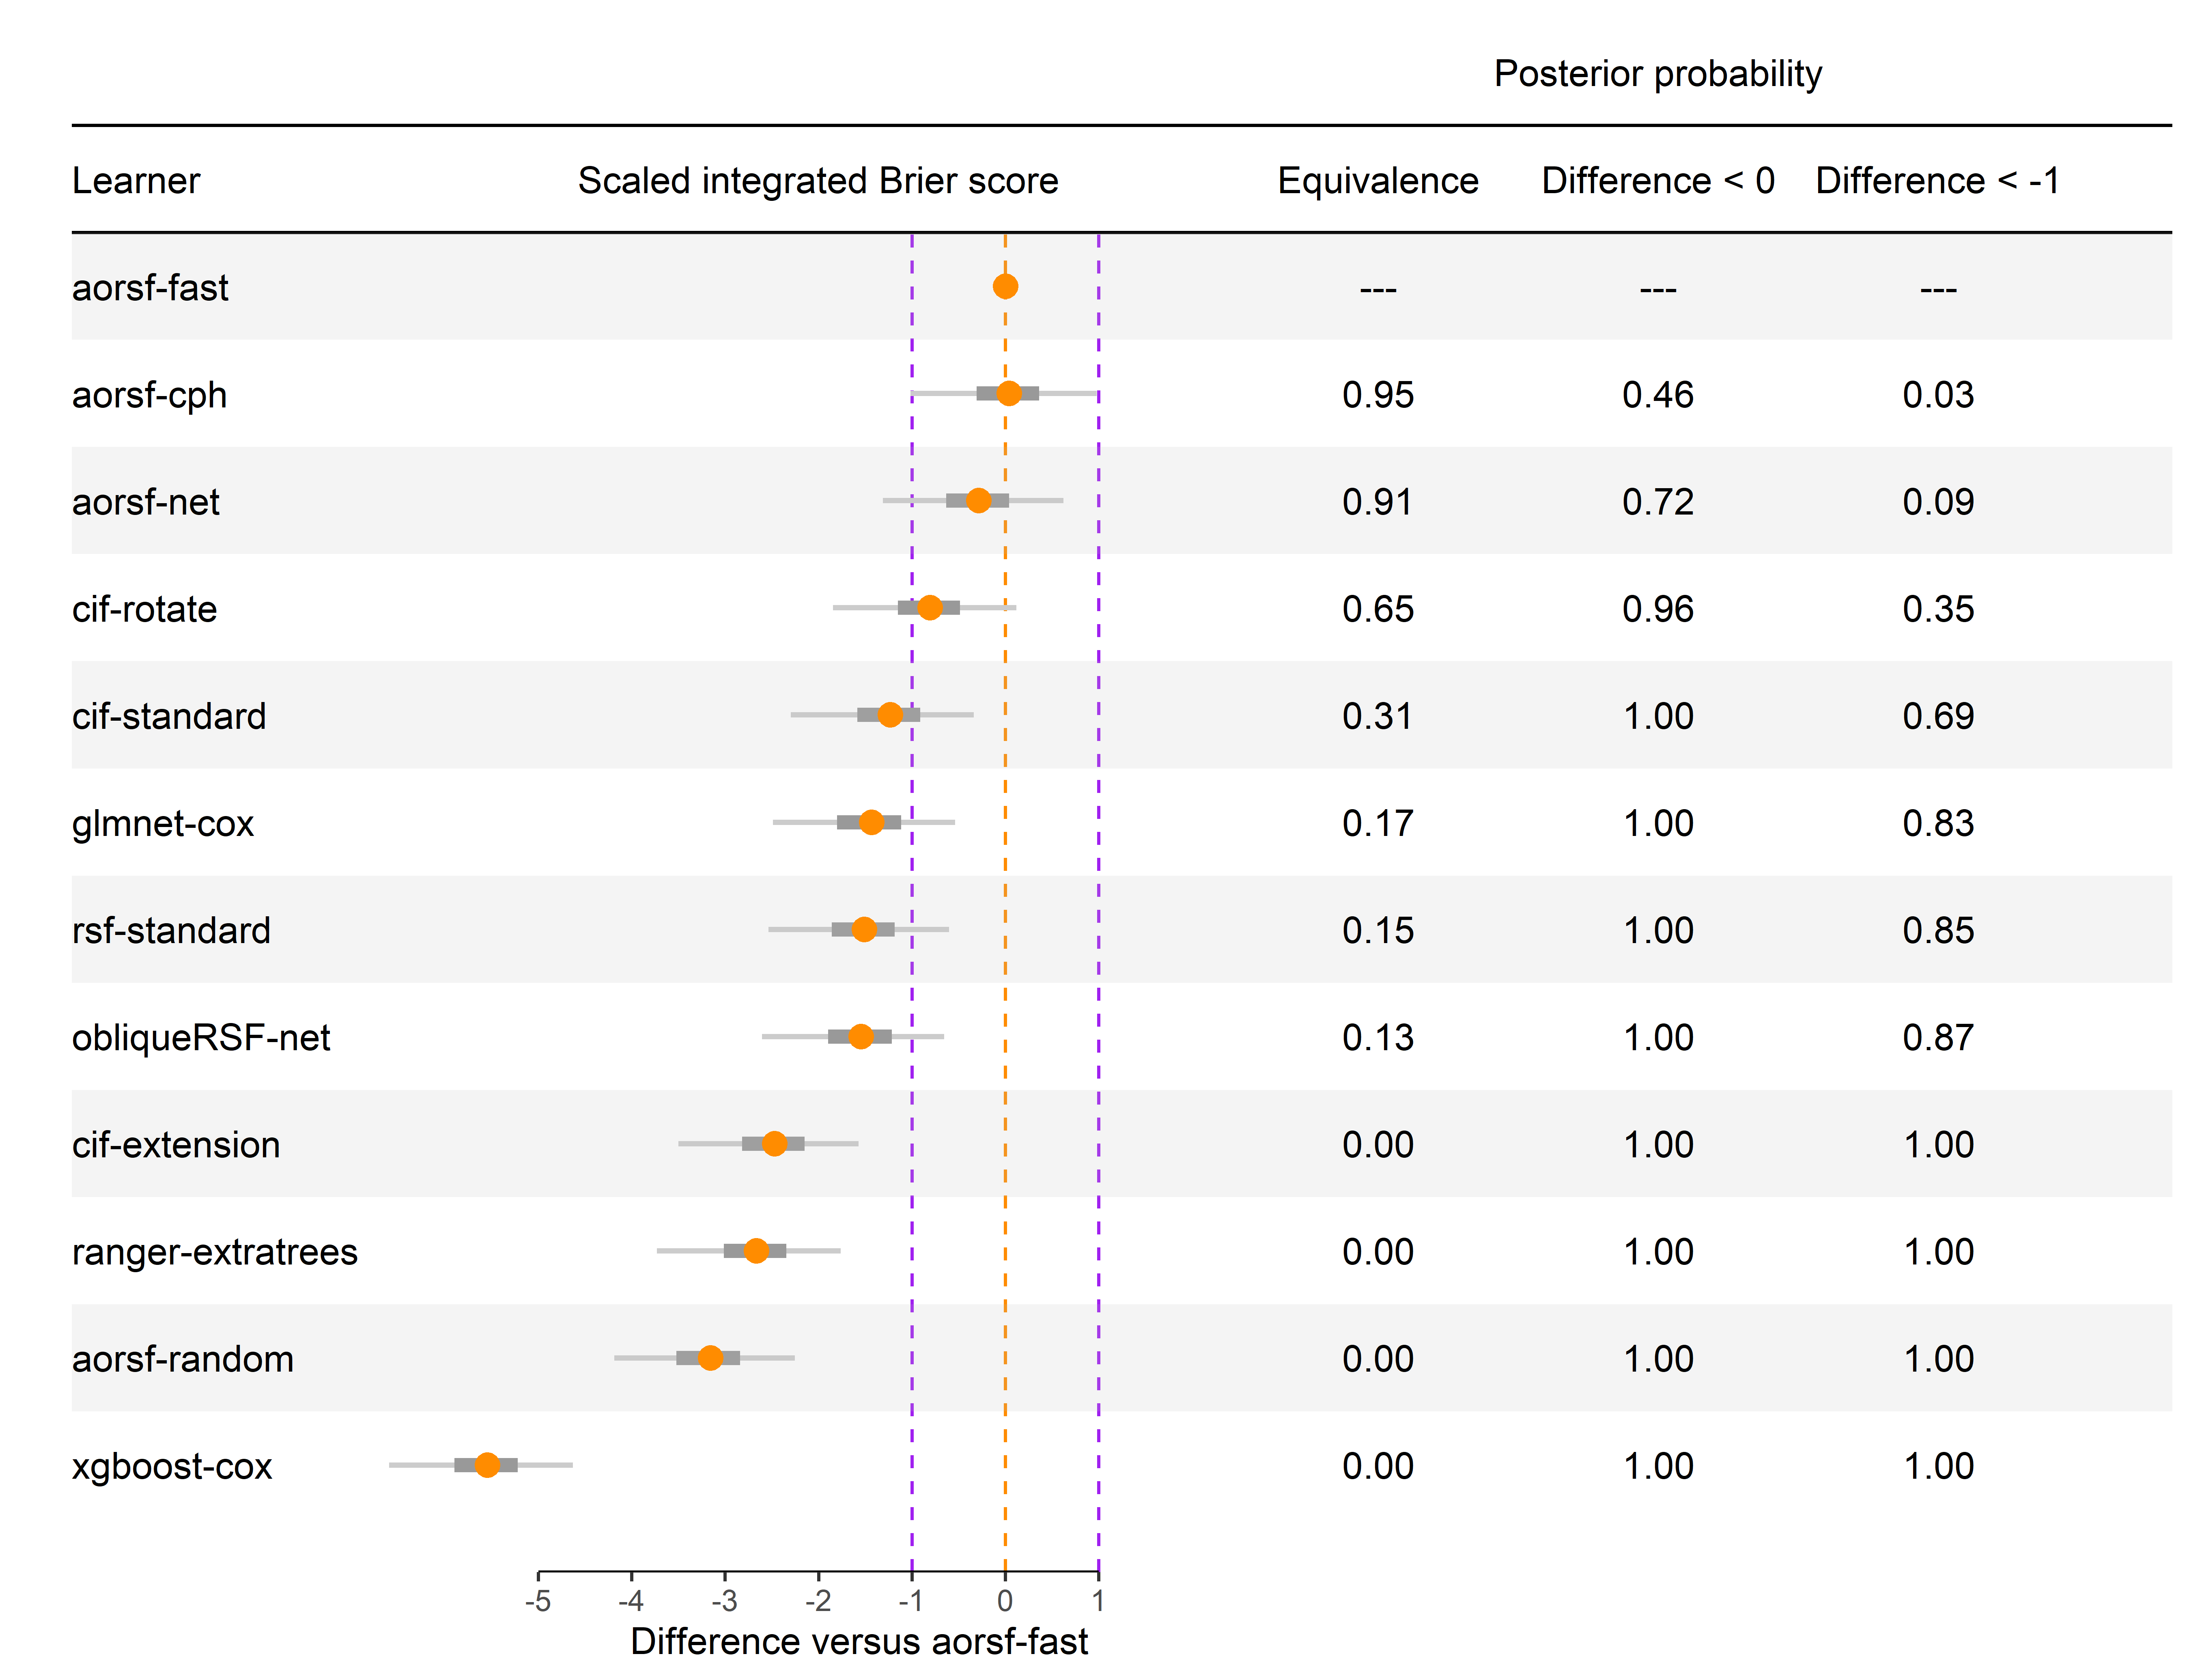 Posterior probability
Learner Scaled integrated Brier score Equivalence Difference < 0 Difference < -1
aorsf-fast --- --- ---
aorsf-cph 0.95 0.46 0.03
aorsf-net 0.91 0.72 0.09
cif-rotate 0.65 0.96 0.35
cif-standard 0.31 1.00 0.69
glmnet-cox 0.17 1.00 0.83
rsf-standard 0.15 1.00 0.85
obliqueRSF-net 0.13 1.00 0.87
cif-extension 0.00 1.00 1.00
ranger-extratrees 0.00 1.00 1.00
aorsf-random 0.00 1.00 1.00
xgboost-cox 0.00 1.00 1.00
-5 -4 -3 -2 -1 0 1
Difference versus aorsf-fast